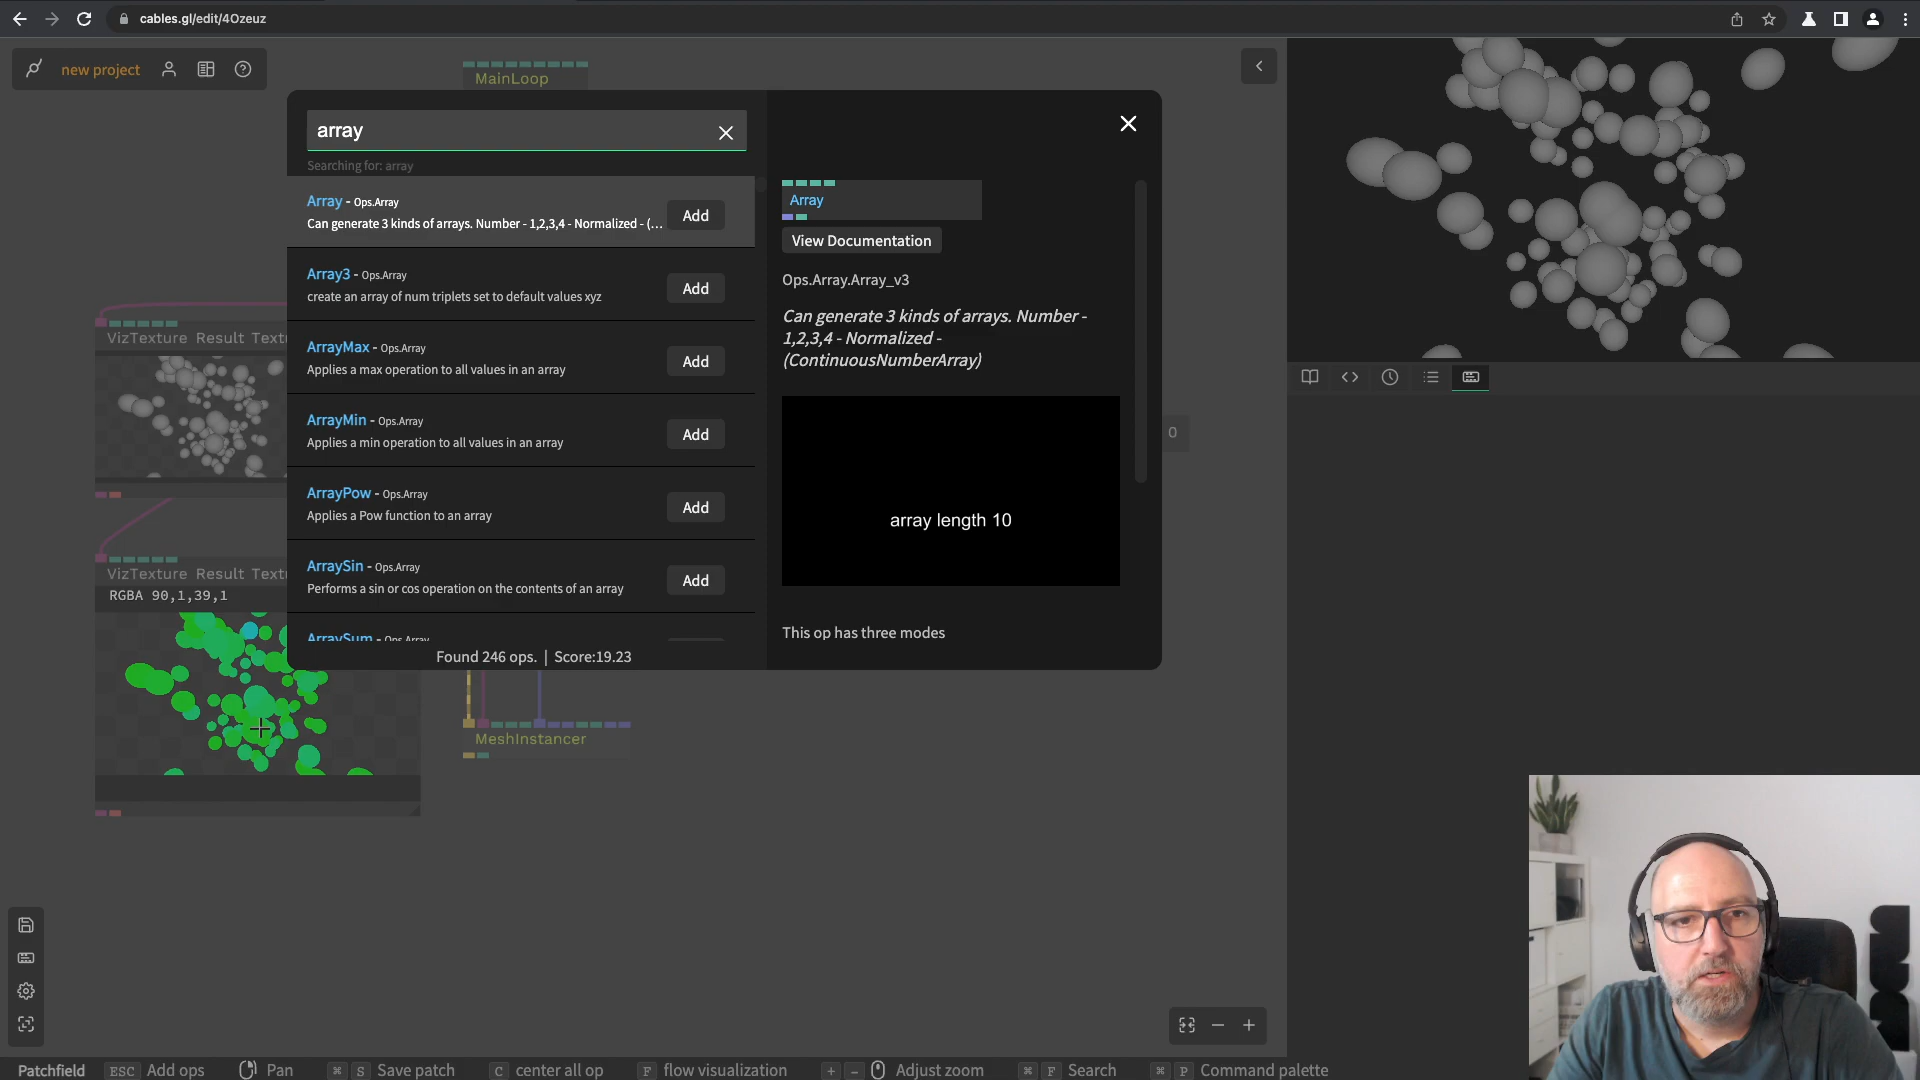 cables.gl/edit/4Ozeuz
new project
MainLoop
array
Searching for: array
Array - Ops.Array
Can generate 3 kinds of arrays. Number - 1,2,3,4 - Normalized - (...
Add
Array3 - Ops.Array
create an array of num triplets set to default values xyz
Add
ArrayMax - Ops.Array
Applies a max operation to all values in an array
Add
ArrayMin - Ops.Array
Applies a min operation to all values in an array
Add
ArrayPow - Ops.Array
Applies a Pow function to an array
Add
ArraySin - Ops.Array
Performs a sin or cos operation on the contents of an array
Add
ArraySum - Ops.Array
Found 246 ops. | Score:19.23
Array
View Documentation
Ops.Array.Array_v3
Can generate 3 kinds of arrays. Number -
1,2,3,4 - Normalized -
(ContinuousNumberArray)
array length 10
This op has three modes
0
VizTexture Result Textu
VizTexture Result Textu
RGBA 90,1,39,1
MeshInstancer
Patchfield ESC Add ops Pan ⌘ S Save patch C center all op F flow visualization + − Adjust zoom ⌘ F Search ⌘ P Command palette